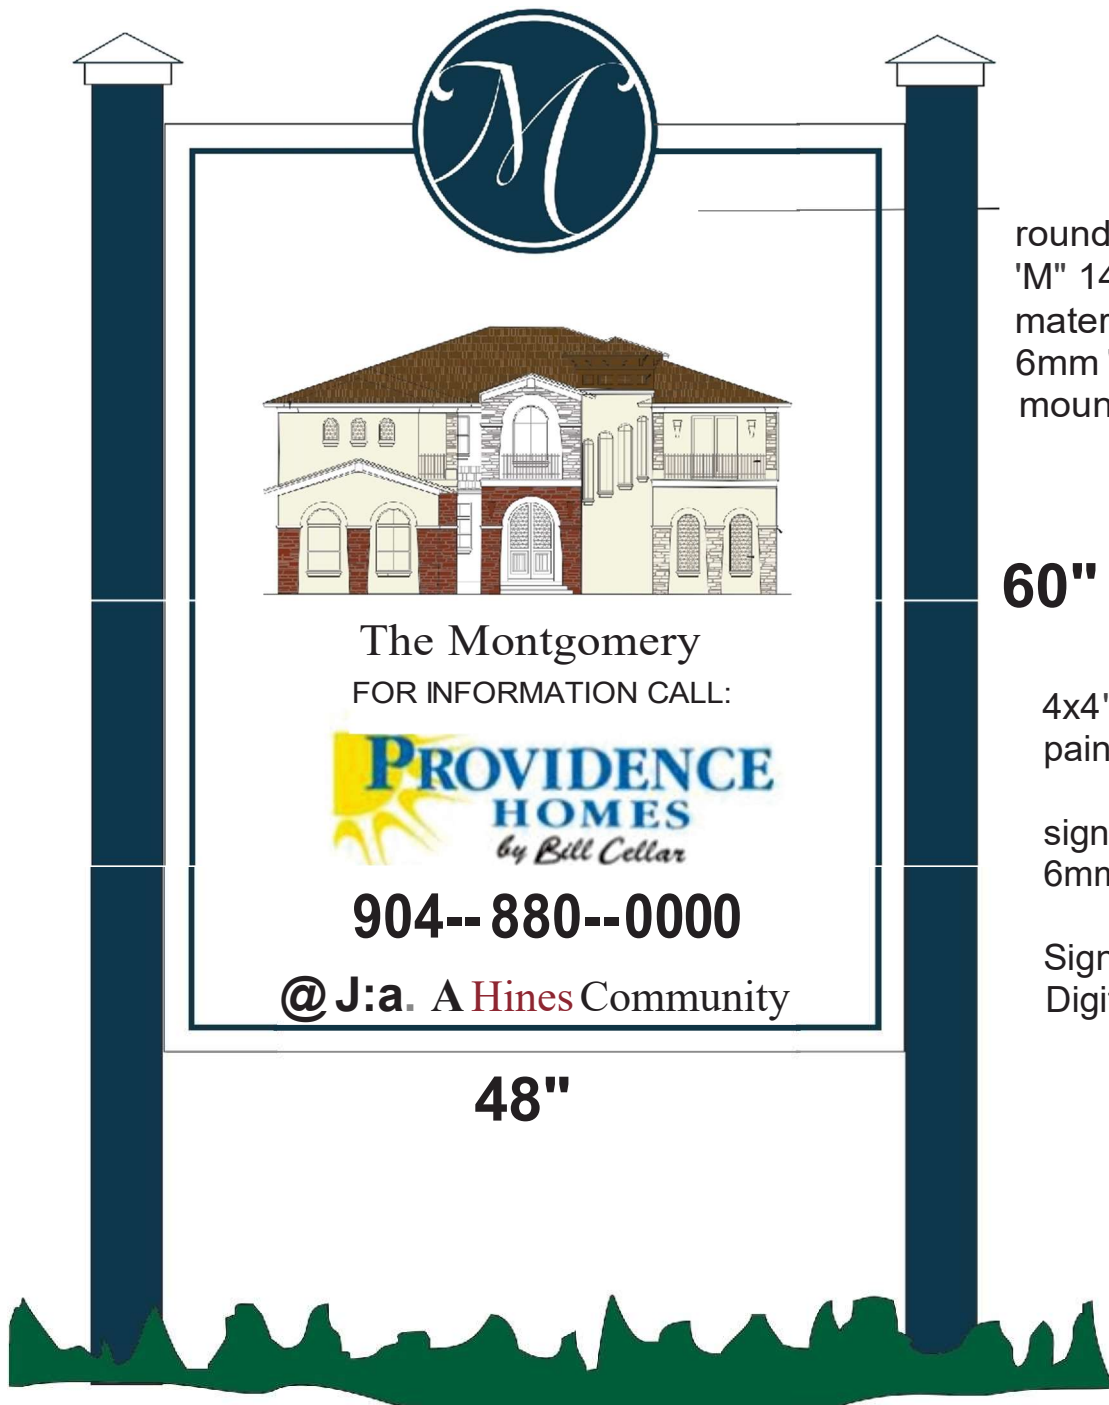 M
round
'M" 14
mater
6mm '
moun
60"
The Montgomery
FOR INFORMATION CALL:
PROVIDENCE
HOMES
by Bill Cellar
904--880--0000
@ J:a. A Hines Community
48"
4x4'
pain
sign
6mm
Sign
Digi